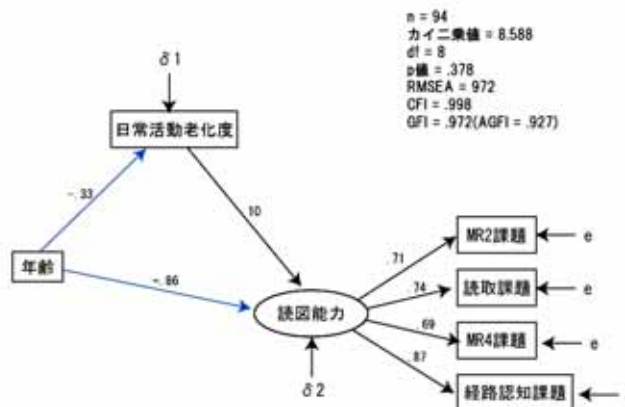 n = 94
カイ二乗値 = 8.588
df = 8
p値 = .378
RMSEA = 972
CFI = .998
GFI = .972(AGFI = .927)
δ1
日常活動老化度
-.33
10
年齢
-.86
読図能力
δ2
.71
MR2課題
e
.74
読取課題
e
.69
MR4課題
e
.87
経路認知課題